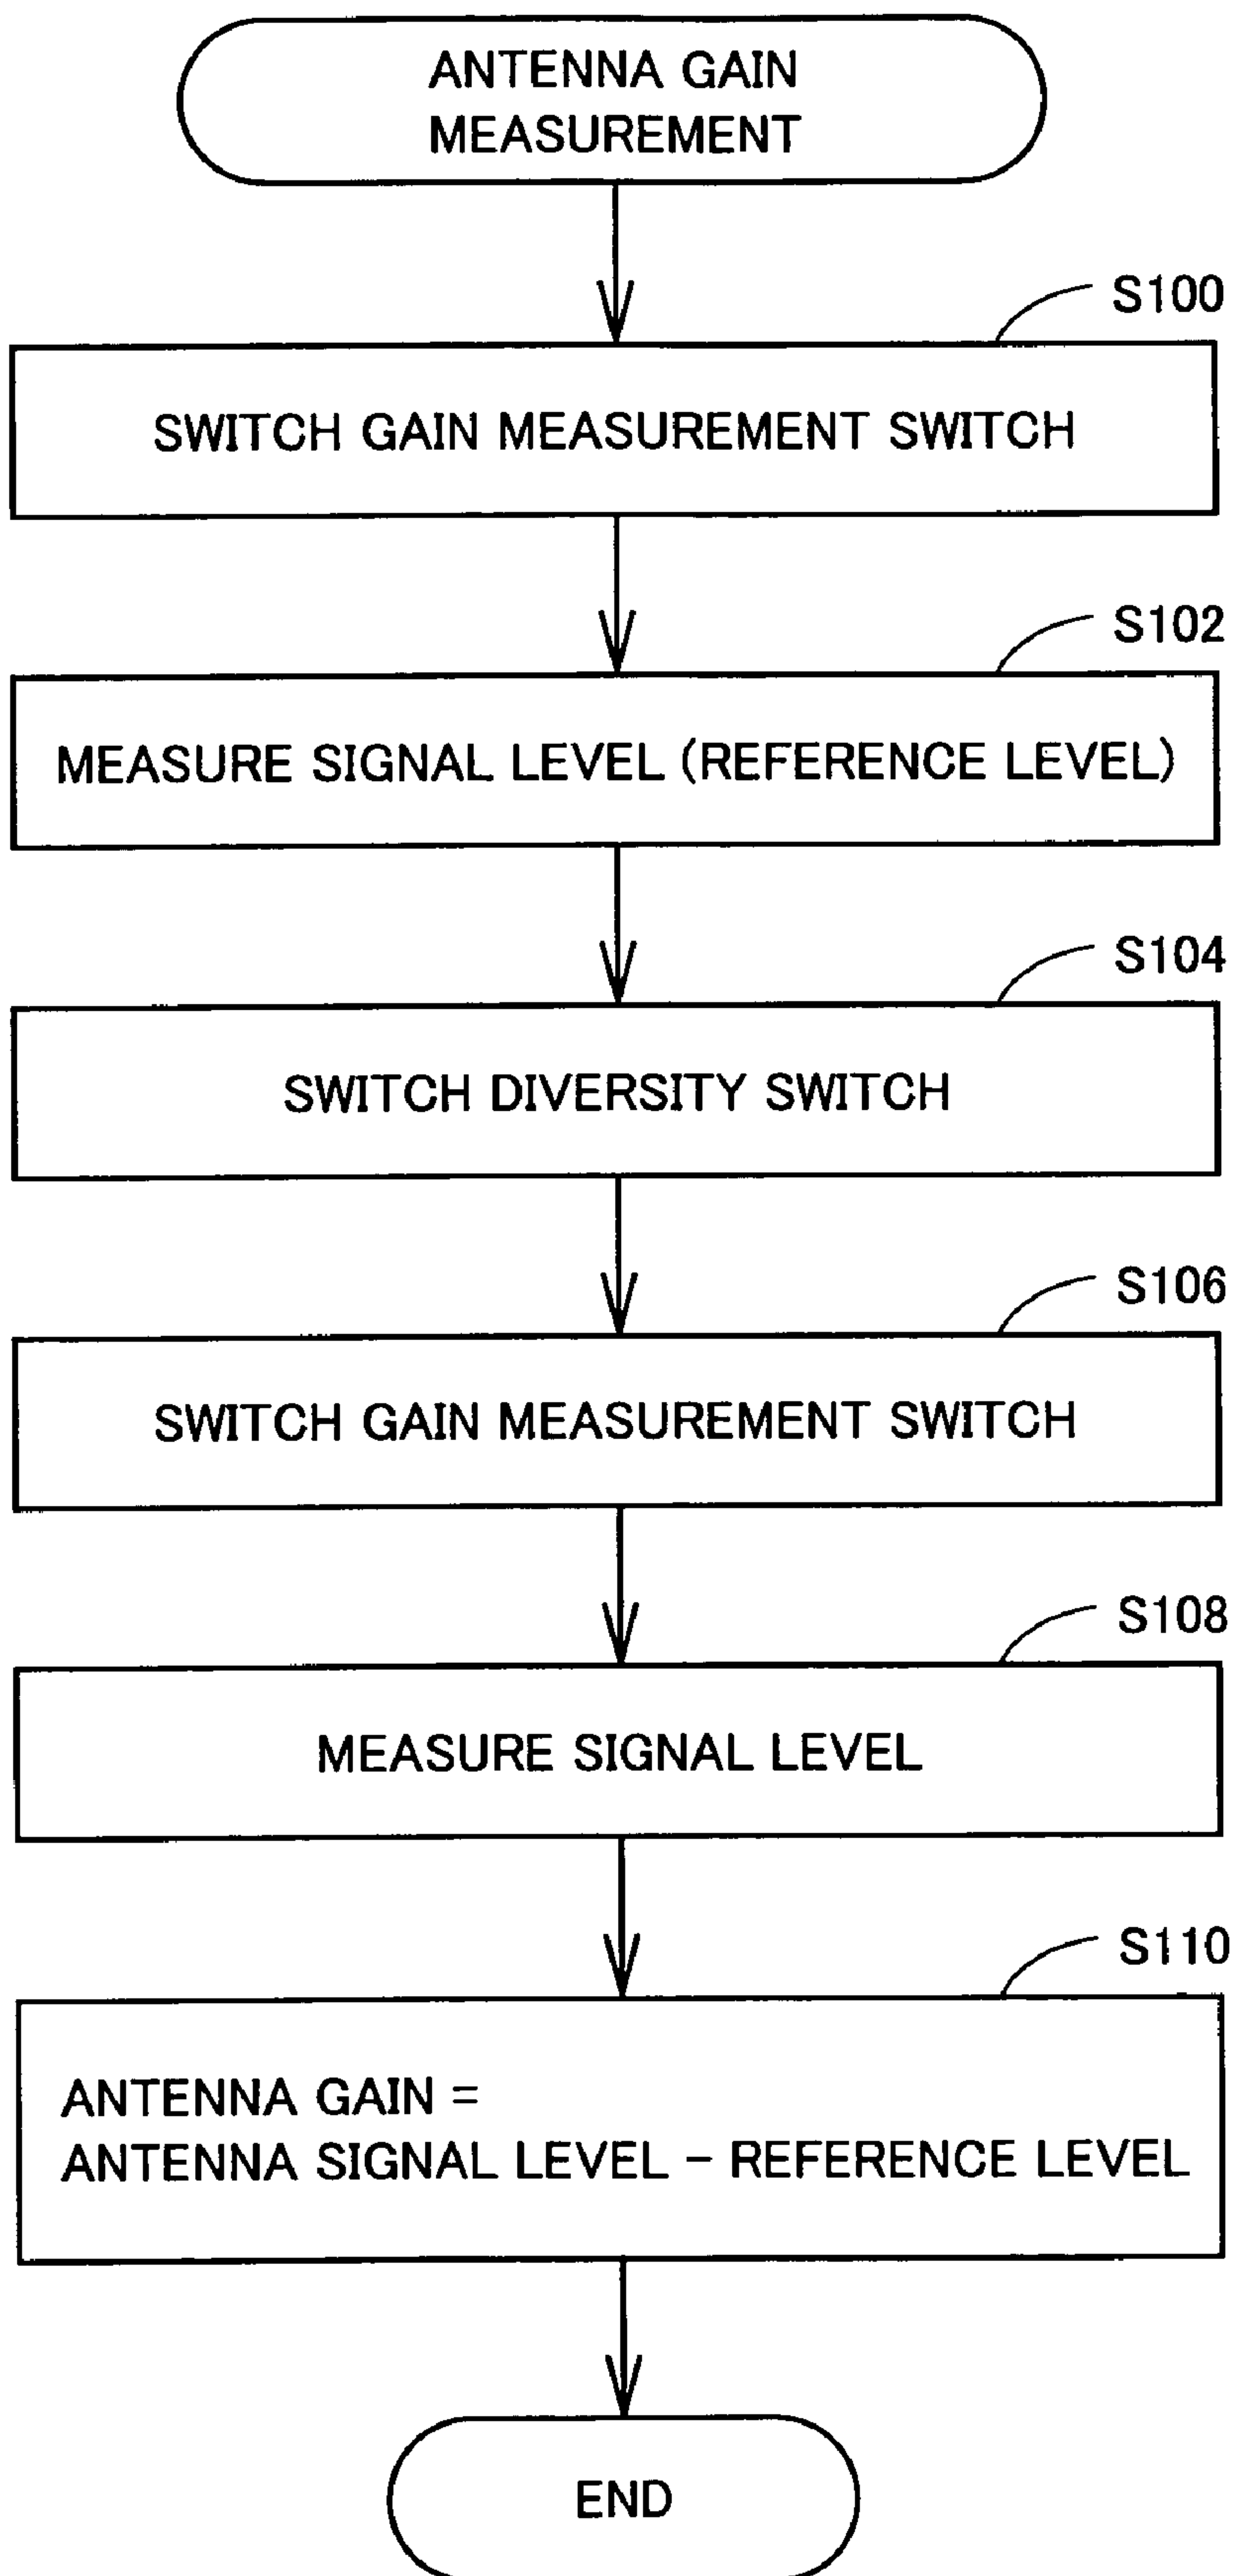 ANTENNA GAIN
MEASUREMENT
S100
SWITCH GAIN MEASUREMENT SWITCH
S102
MEASURE SIGNAL LEVEL (REFERENCE LEVEL)
S104
SWITCH DIVERSITY SWITCH
S106
SWITCH GAIN MEASUREMENT SWITCH
S108
MEASURE SIGNAL LEVEL
S110
ANTENNA GAIN =
ANTENNA SIGNAL LEVEL – REFERENCE LEVEL
END